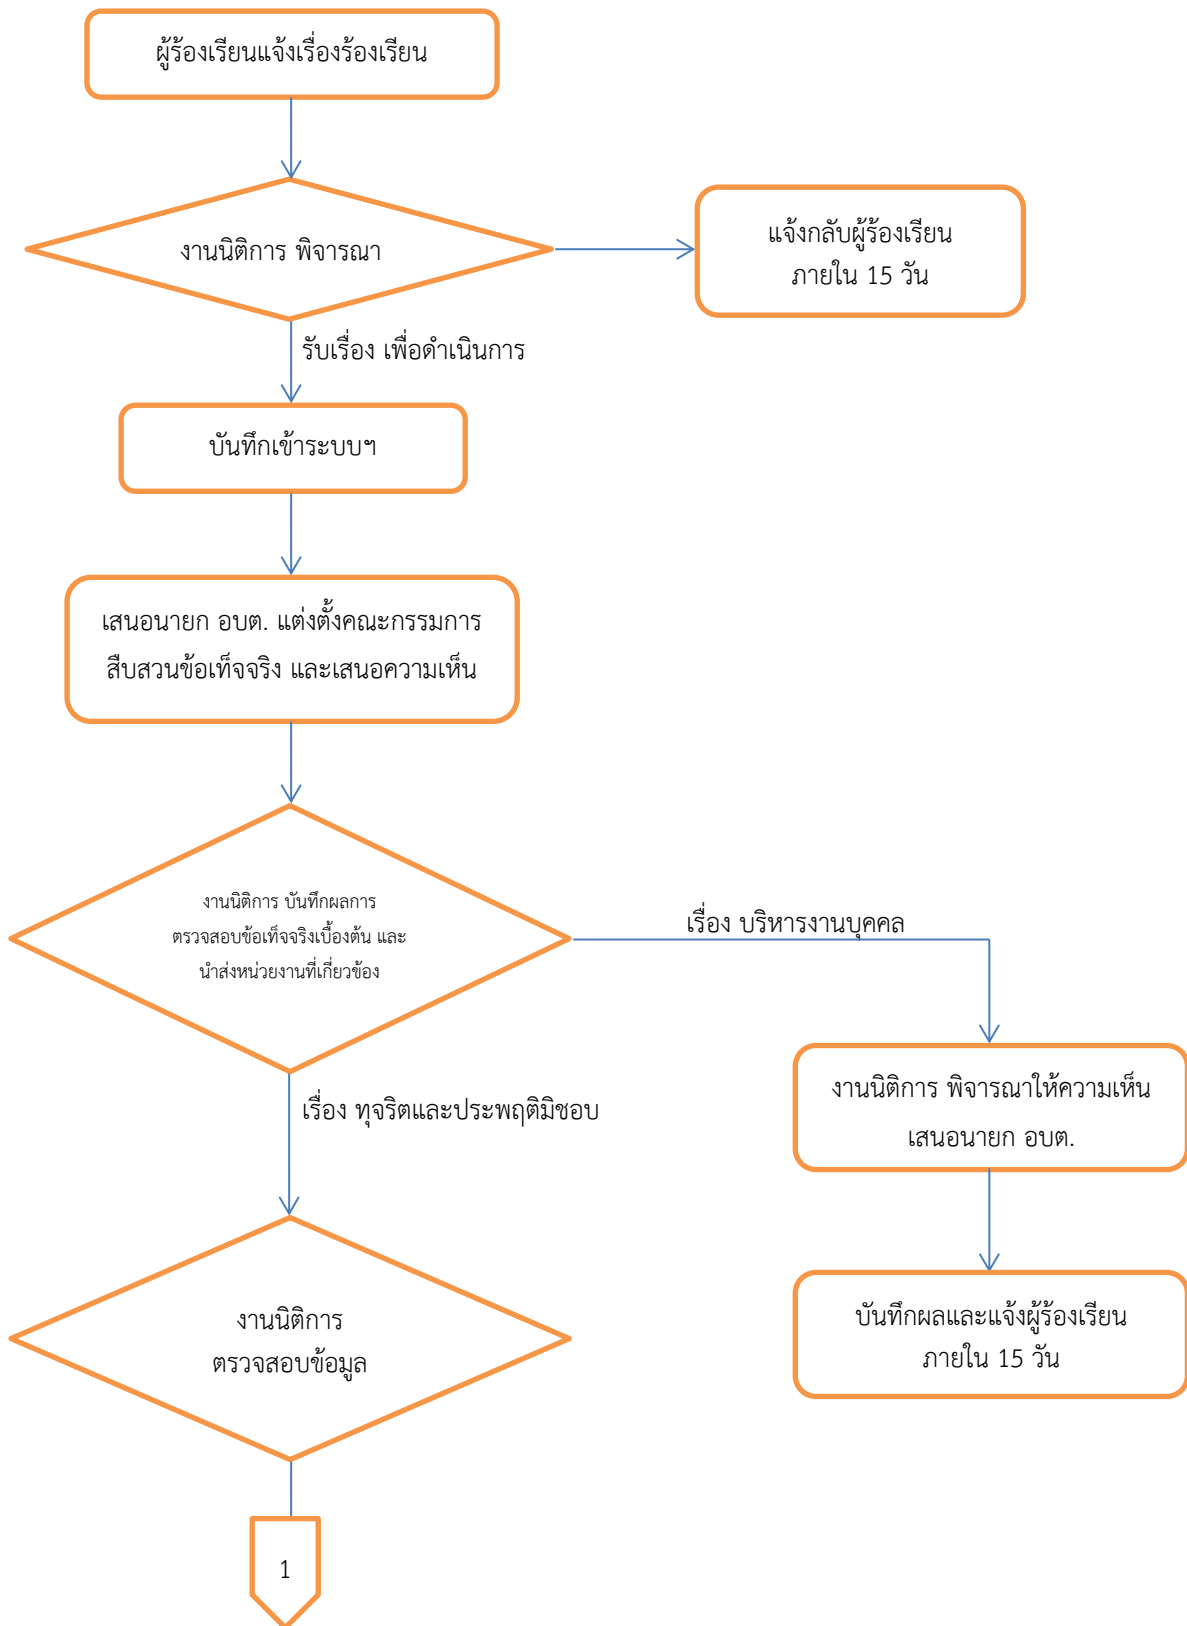 ผู้ร้องเรียนแจ้งเรื่องร้องเรียน
งานนิติการ พิจารณา
แจ้งกลับผู้ร้องเรียน
ภายใน 15 วัน
รับเรื่อง เพื่อดำเนินการ
บันทึกเข้าระบบฯ
เสนอนายก อบต. แต่งตั้งคณะกรรมการ
สืบสวนข้อเท็จจริง และเสนอความเห็น
งานนิติการ บันทึกผลการ
ตรวจสอบข้อเท็จจริงเบื้องต้น และ
นำส่งหน่วยงานที่เกี่ยวข้อง
เรื่อง บริหารงานบุคคล
เรื่อง ทุจริตและประพฤติมิชอบ
งานนิติการ พิจารณาให้ความเห็น
เสนอนายก อบต.
บันทึกผลและแจ้งผู้ร้องเรียน
ภายใน 15 วัน
งานนิติการ
ตรวจสอบข้อมูล
1